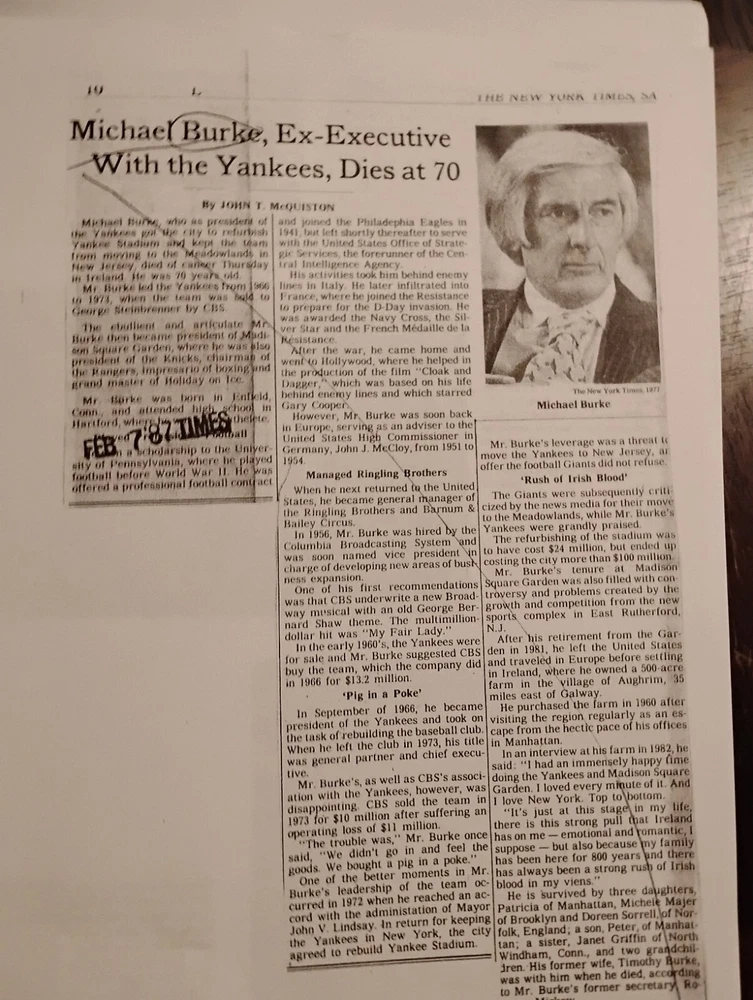 19
THE NEW YORK TIMES, SA
Michael Burke, Ex-Executive
With the Yankees, Dies at 70
By JOHN T. McQUISTON
Michael Burke, who as president of
the Yankees got the city to refurbish
Yankee Stadium and kept the team
from moving to the Meadowlands in
New Jersey, died of cancer Thursday
in Ireland. He was 70 years old.
Mr. Burke led the Yankees from 1966
to 1973, when the team was sold to
George Steinbrenner by CBS.
The ebullient and articulate Mr.
Burke then became president of Madi-
son Square Garden, where he was also
president of the Knicks, chairman of
the Rangers, impresario of boxing and
grand master of Holiday on Ice.
Mr. Burke was born in Enfield,
Conn., and attended high school in
Hartford, where
FEB 7 '87 TIMES
on a scholarship to the Univer-
sity of Pennsylvania, where he played
football before World War II. He was
offered a professional football contract
and joined the Philadephia Eagles in
1941, but left shortly thereafter to serve
with the United States Office of Strate-
gic Services, the forerunner of the Cen-
tral Intelligence Agency.
His activities took him behind enemy
lines in Italy. He later infiltrated into
France, where he joined the Resistance
to prepare for the D-Day invasion. He
was awarded the Navy Cross, the Sil-
ver Star and the French Médaille de la
Résistance.
After the war, he came home and
went to Hollywood, where he helped in
the production of the film "Cloak and
Dagger," which was based on his life
behind enemy lines and which starred
Gary Cooper.
However, Mr. Burke was soon back
in Europe, serving as an adviser to the
United States High Commissioner in
Germany, John J. McCloy, from 1951 to
1954.
Managed Ringling Brothers
When he next returned to the United
States, he became general manager of
the Ringling Brothers and Barnum &
Bailey Circus.
In 1956, Mr. Burke was hired by the
Columbia Broadcasting System and
was soon named vice president in
charge of developing new areas of busi-
ness expansion.
One of his first recommendations
was that CBS underwrite a new Broad-
way musical with an old George Ber-
nard Shaw theme. The multimillion-
dollar hit was "My Fair Lady."
In the early 1960's, the Yankees were
for sale and Mr. Burke suggested CBS
buy the team, which the company did
in 1966 for $13.2 million.
'Pig in a Poke'
In September of 1966, he became
president of the Yankees and took on
the task of rebuilding the baseball club.
When he left the club in 1973, his title
was general partner and chief execu-
tive.
Mr. Burke's, as well as CBS's associ-
ation with the Yankees, however, was
disappointing. CBS sold the team in
1973 for $10 million after suffering an
operating loss of $11 million.
"The trouble was," Mr. Burke once
said, "We didn't go in and feel the
goods. We bought a pig in a poke."
One of the better moments in Mr.
Burke's leadership of the team oc-
curred in 1972 when he reached an ac-
cord with the administation of Mayor
John V. Lindsay. In return for keeping
the Yankees in New York, the city
agreed to rebuild Yankee Stadium.
The New York Times, 1977
Michael Burke
Mr. Burke's leverage was a threat to
move the Yankees to New Jersey, an
offer the football Giants did not refuse.
'Rush of Irish Blood'
The Giants were subsequently criti-
cized by the news media for their move
to the Meadowlands, while Mr. Burke's
Yankees were grandly praised.
The refurbishing of the stadium was
to have cost $24 million, but ended up
costing the city more than $100 million.
Mr. Burke's tenure at Madison
Square Garden was also filled with con-
troversy and problems created by the
growth and competition from the new
sports complex in East Rutherford,
N.J.
After his retirement from the Gar-
den in 1981, he left the United States
and traveled in Europe before settling
in Ireland, where he owned a 500-acre
farm in the village of Aughrim, 35
miles east of Galway.
He purchased the farm in 1960 after
visiting the region regularly as an es-
cape from the hectic pace of his offices
in Manhattan.
In an interview at his farm in 1982, he
said: "I had an immensely happy time
doing the Yankees and Madison Square
Garden. I loved every minute of it. And
I love New York. Top to bottom.
"It's just at this stage in my life,
there is this strong pull that Ireland
has on me — emotional and romantic, I
suppose — but also because my family
has been here for 800 years and there
has always been a strong rush of Irish
blood in my viens."
He is survived by three daughters,
Patricia of Manhattan, Michele Majer
of Brooklyn and Doreen Sorrell, of Nor-
folk, England; a son, Peter, of Manhat-
tan; a sister, Janet Griffin of North
Windham, Conn., and two grandchil-
dren. His former wife, Timothy Burke,
was with him when he died, according
to Mr. Burke's former secretary, Ro-